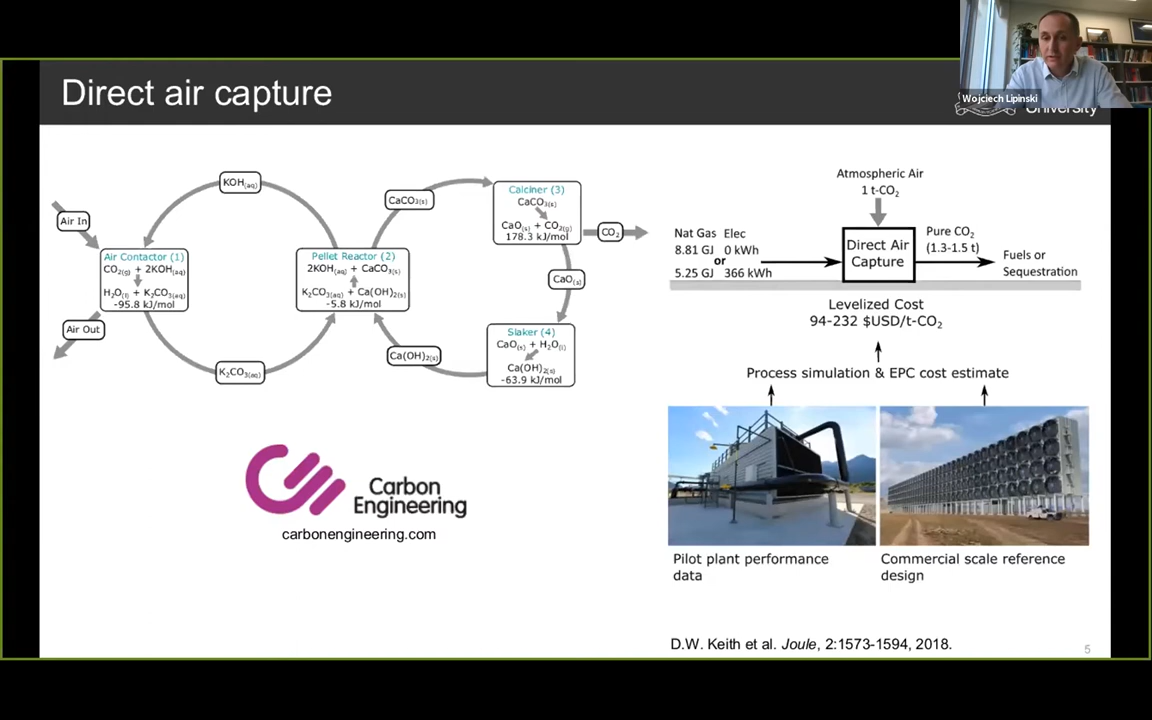 Wojciech Lipinski
University
Direct air capture
KOH(aq)
Air In
Air Contactor (1)
CO2(g) + 2KOH(aq)
H2O(l) + K2CO3(aq)
-95.8 kJ/mol
Air Out
K2CO3(aq)
Pellet Reactor (2)
2KOH(aq) + CaCO3(s)
K2CO3(aq) + Ca(OH)2(s)
-5.8 kJ/mol
CaCO3(s)
Calciner (3)
CaCO3(s)
CaO(s) + CO2(g)
178.3 kJ/mol
CO2
CaO(s)
Slaker (4)
CaO(s) + H2O(l)
Ca(OH)2(s)
-63.9 kJ/mol
Ca(OH)2(s)
Carbon
Engineering
carbonengineering.com
Atmospheric Air
1 t-CO2
Nat Gas Elec
8.81 GJ 0 kWh
or
5.25 GJ 366 kWh
Direct Air
Capture
Pure CO2
(1.3-1.5 t)
Fuels or
Sequestration
Levelized Cost
94-232 $USD/t-CO2
Process simulation & EPC cost estimate
Pilot plant performance
data
Commercial scale reference
design
D.W. Keith et al. Joule, 2:1573-1594, 2018.
5